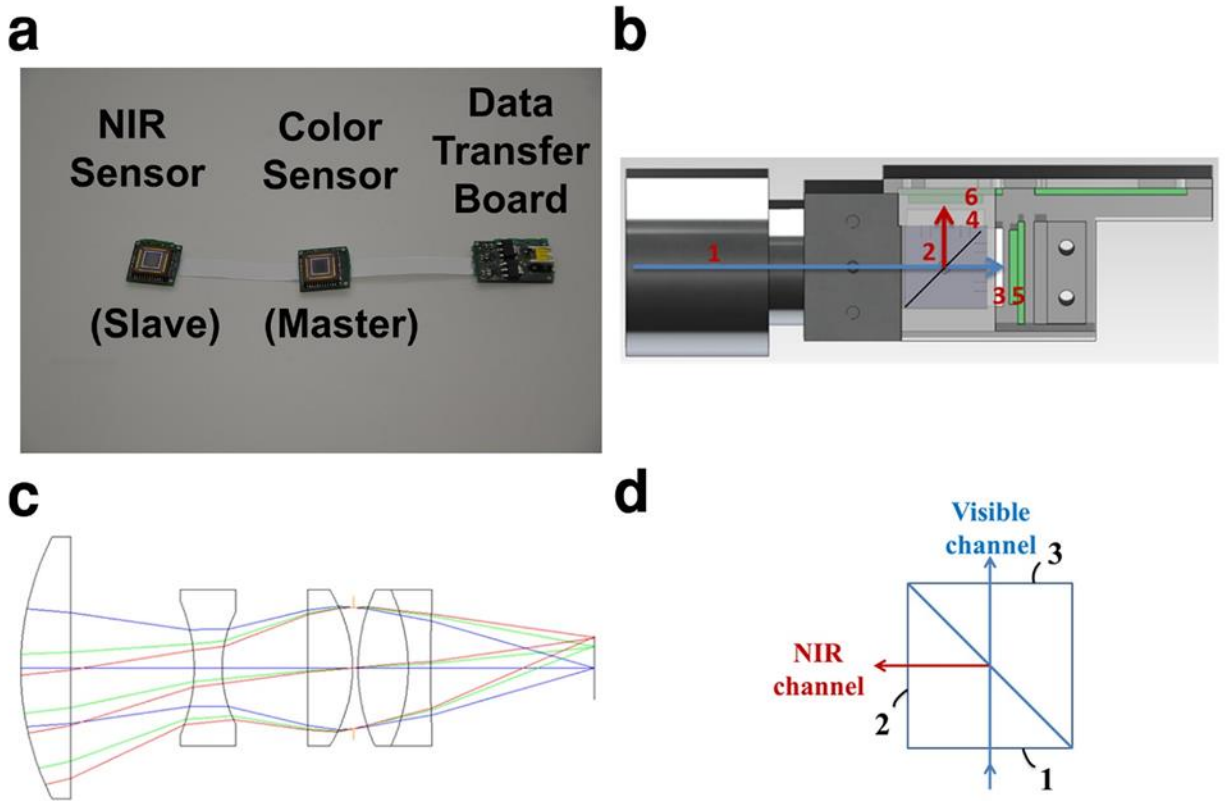 a
NIR
Sensor
Color
Sensor
Data
Transfer
Board
(Slave)
(Master)
b
1
2
6
4
3
5
c
d
Visible
channel
3
NIR
channel
2
1